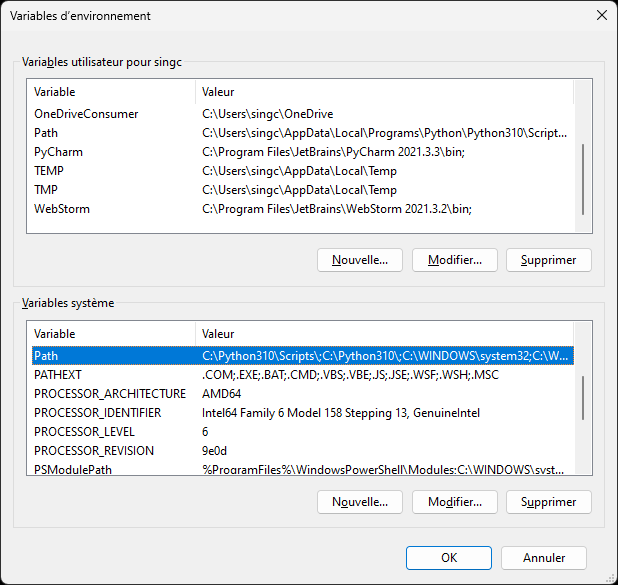 Variables d'environnement
Variables utilisateur pour singc
Variable Valeur
OneDriveConsumer C:\Users\singc\OneDrive
Path C:\Users\singc\AppData\Local\Programs\Python\Python310\Script...
PyCharm C:\Program Files\JetBrains\PyCharm 2021.3.3\bin;
TEMP C:\Users\singc\AppData\Local\Temp
TMP C:\Users\singc\AppData\Local\Temp
WebStorm C:\Program Files\JetBrains\WebStorm 2021.3.2\bin;
Nouvelle... Modifier... Supprimer
Variables système
Variable Valeur
Path C:\Python310\Scripts\;C:\Python310\;C:\WINDOWS\system32;C:\W...
PATHEXT .COM;.EXE;.BAT;.CMD;.VBS;.VBE;.JS;.JSE;.WSF;.WSH;.MSC
PROCESSOR_ARCHITECTURE AMD64
PROCESSOR_IDENTIFIER Intel64 Family 6 Model 158 Stepping 13, GenuineIntel
PROCESSOR_LEVEL 6
PROCESSOR_REVISION 9e0d
PSModulePath %ProgramFiles%\WindowsPowerShell\Modules;C:\WINDOWS\syst...
Nouvelle... Modifier... Supprimer
OK Annuler